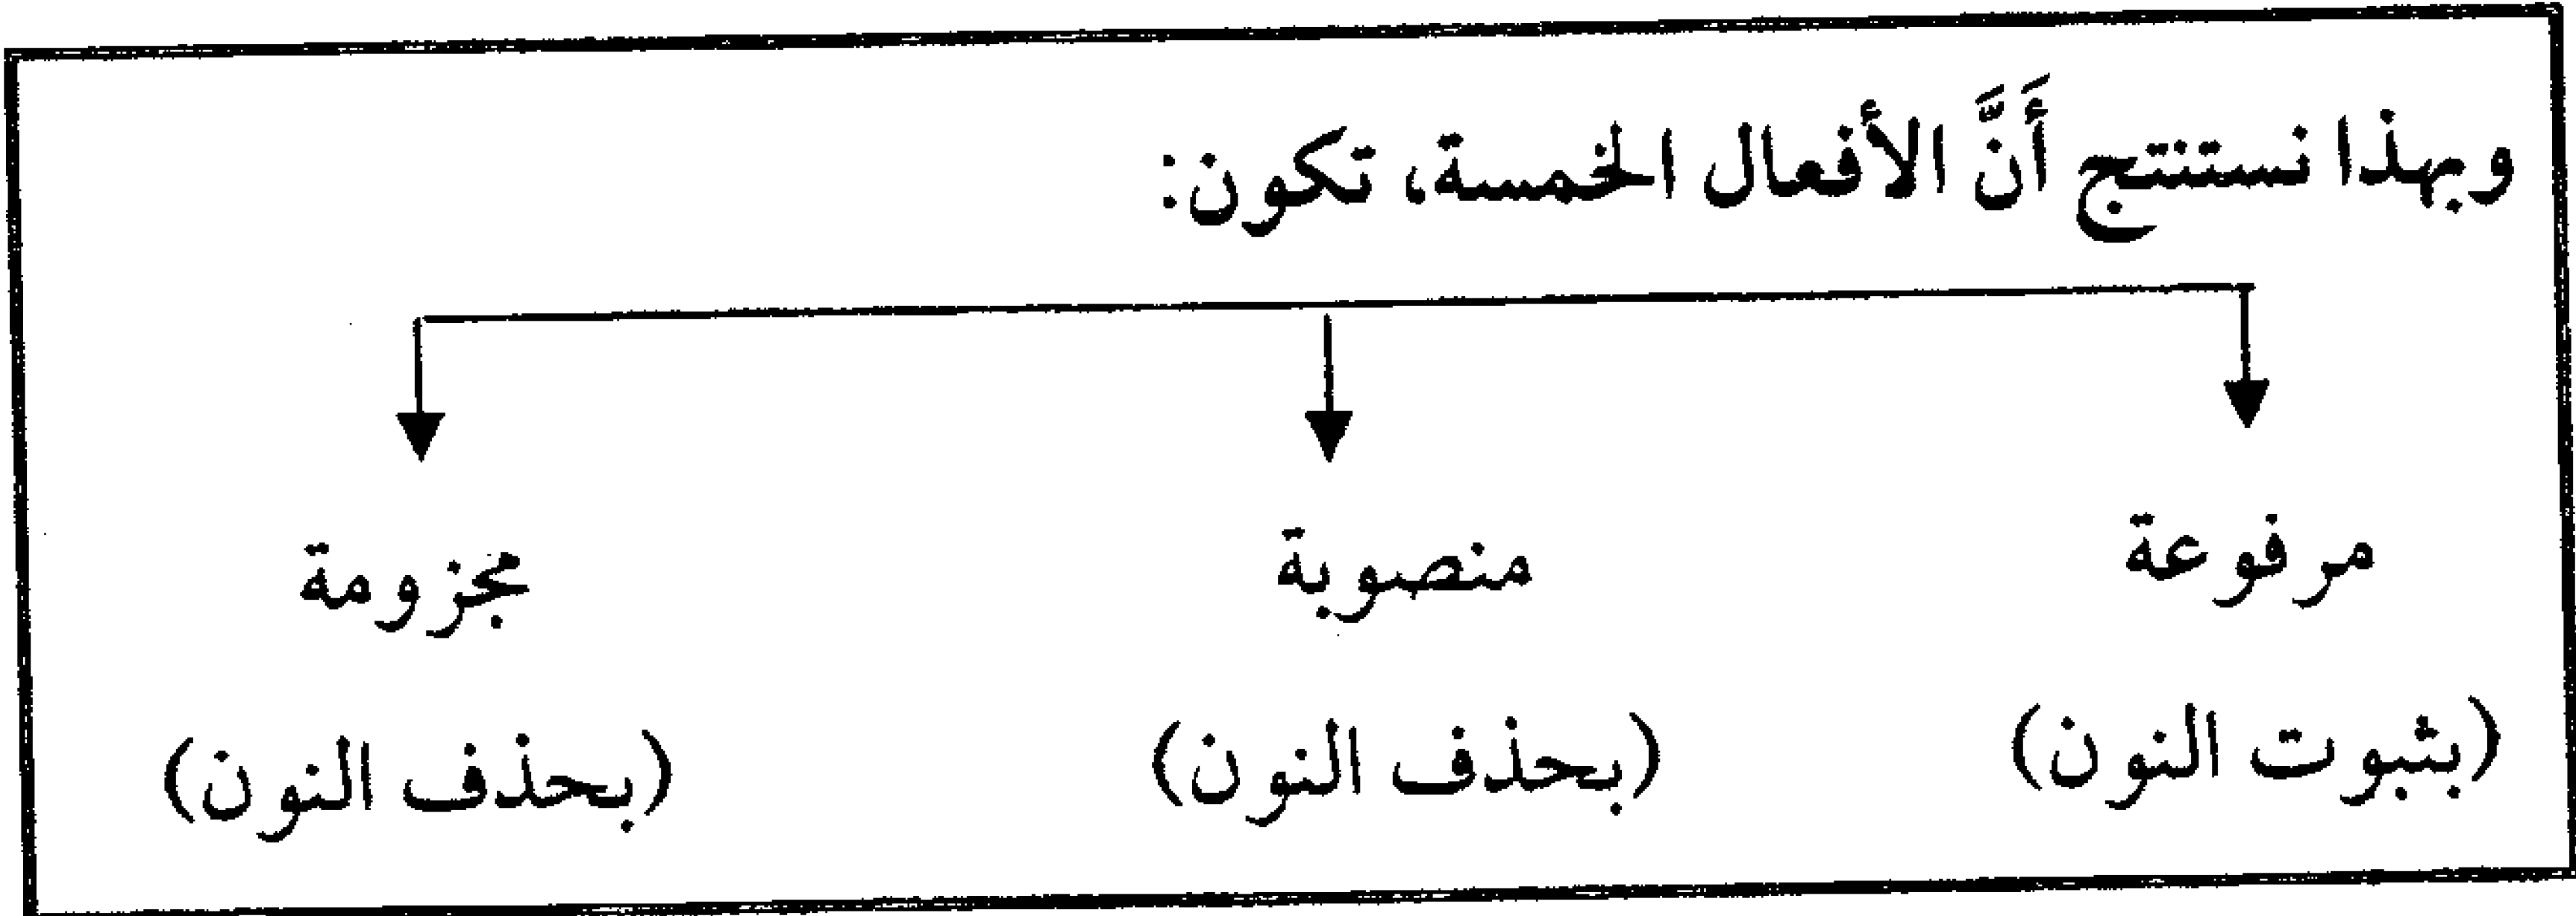 وبهذا نستنتج أَنَّ الأفعال الخمسة، تكون:
مرفوعة منصوبة مجزومة
(بثبوت النون) (بحذف النون) (بحذف النون)